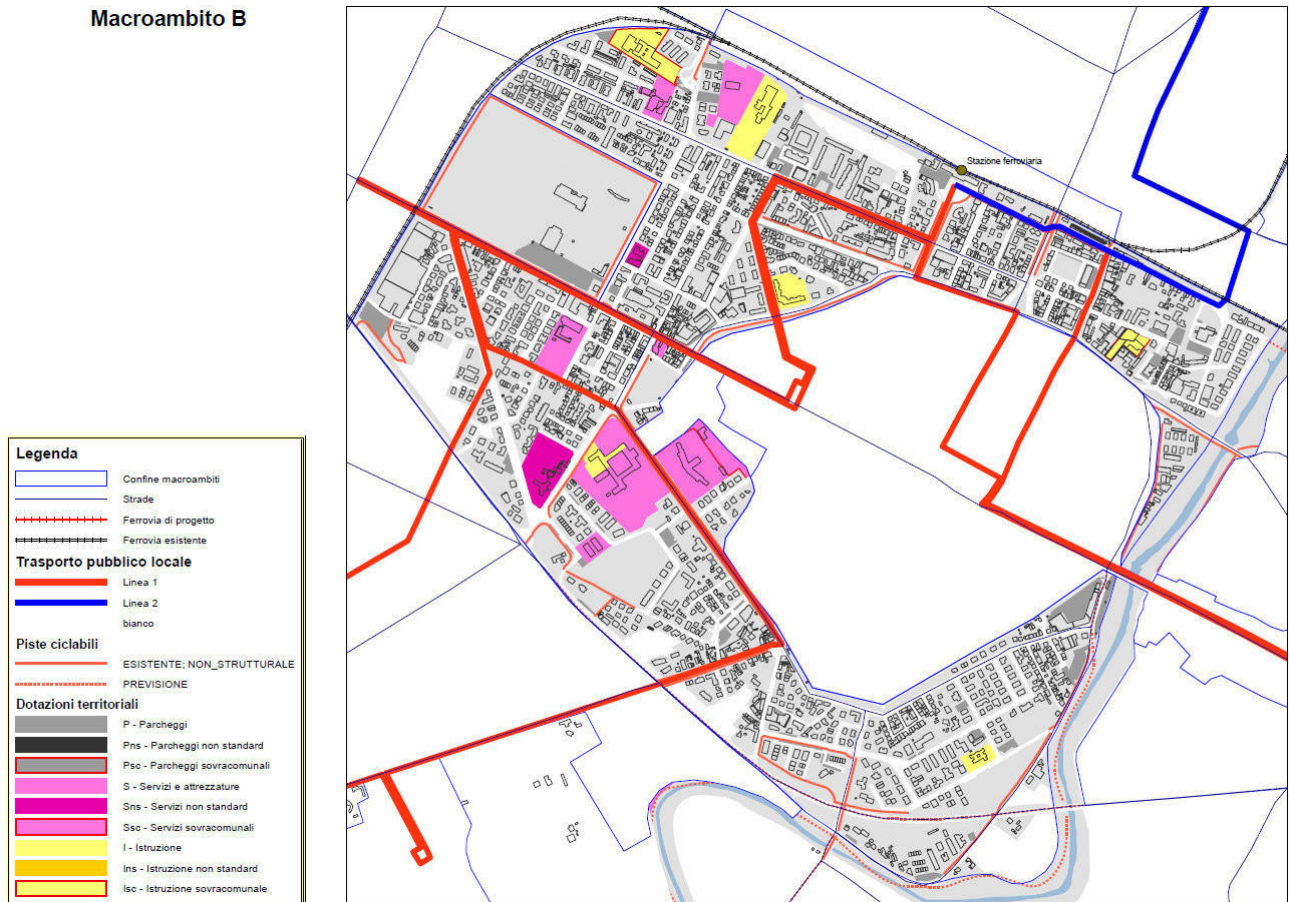 Macroambito B
Stazione ferroviaria
Legenda
Confine macroambiti
Strade
Ferrovia di progetto
Ferrovia esistente
Trasporto pubblico locale
Linea 1
Linea 2
bianco
Piste ciclabili
ESISTENTE; NON_STRUTTURALE
PREVISIONE
Dotazioni territoriali
P - Parcheggi
Pns - Parcheggi non standard
Psc - Parcheggi sovracomunali
S - Servizi e attrezzature
Sns - Servizi non standard
Ssc - Servizi sovracomunali
I - Istruzione
Ins - Istruzione non standard
Isc - Istruzione sovracomunale